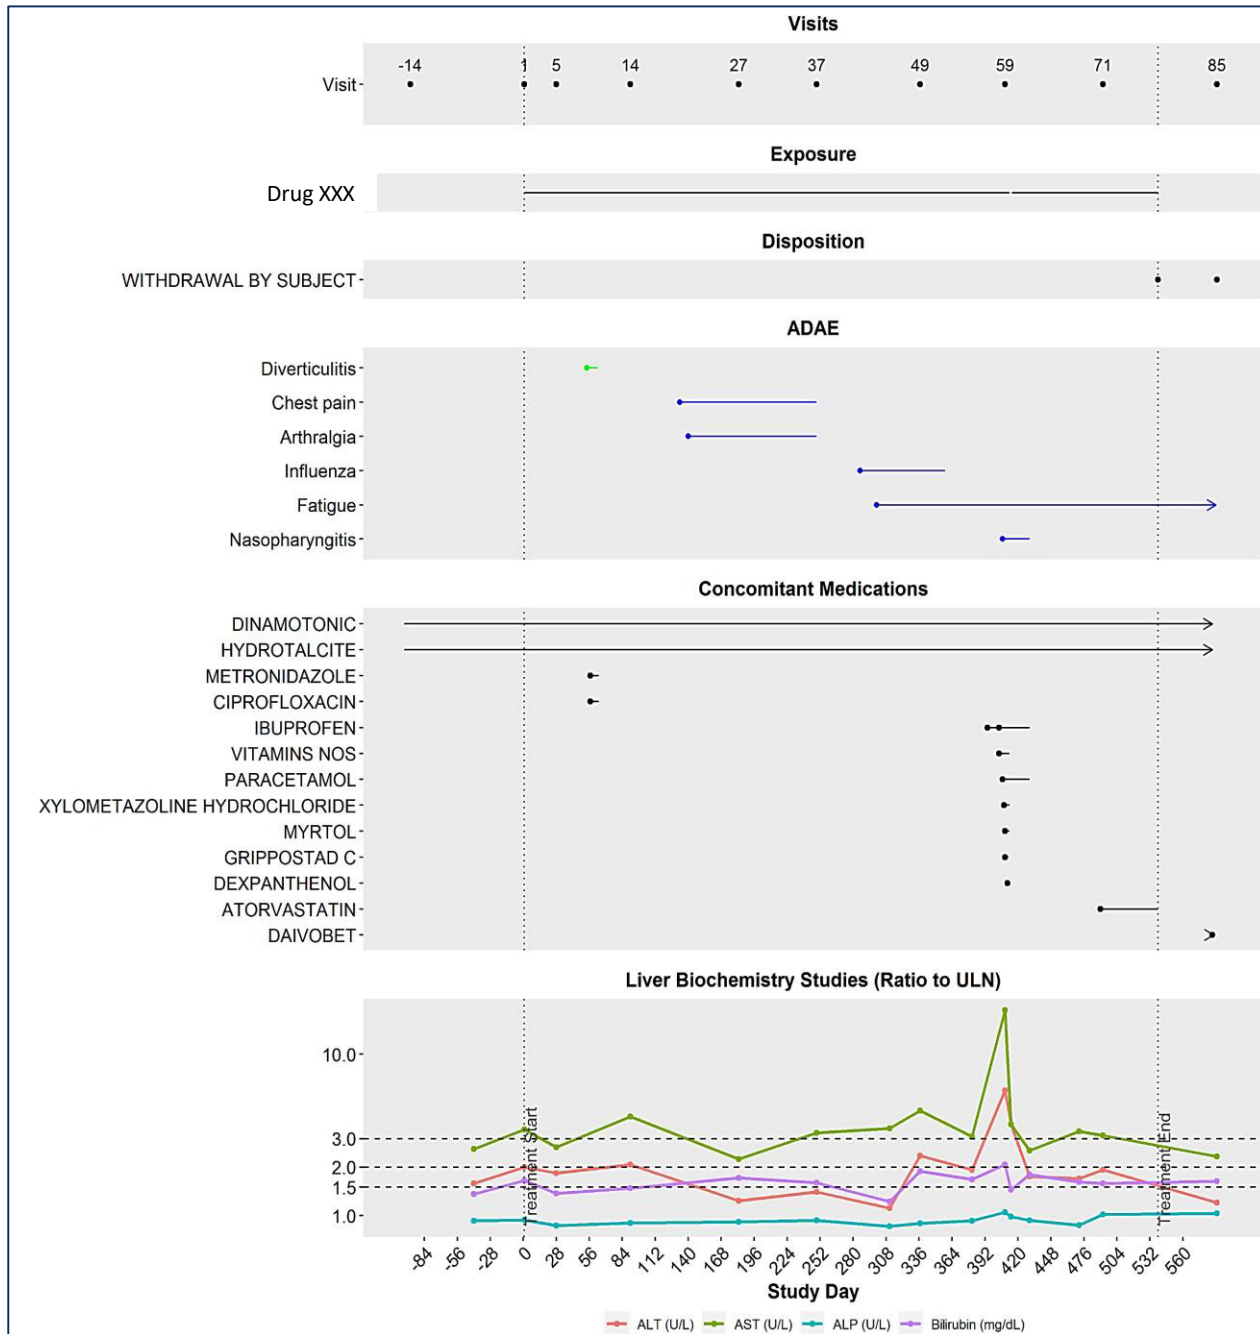 Visits
-14 1 5 14 27 37 49 59 71 85
Visit
Exposure
Drug XXX
Disposition
WITHDRAWAL BY SUBJECT
ADAE
Diverticulitis
Chest pain
Arthralgia
Influenza
Fatigue
Nasopharyngitis
Concomitant Medications
DINAMOTONIC
HYDROTALCITE
METRONIDAZOLE
CIPROFLOXACIN
IBUPROFEN
VITAMINS NOS
PARACETAMOL
XYLOMETAZOLINE HYDROCHLORIDE
MYRTOL
GRIPPOSTAD C
DEXPANTHENOL
ATORVASTATIN
DAIVOBET
Liver Biochemistry Studies (Ratio to ULN)
10.0
3.0
2.0
1.5
1.0
Treatment Start
Treatment End
-84 -56 -28 0 28 56 84 112 140 168 196 224 252 280 308 336 364 392 420 448 476 504 532 560
Study Day
ALT (U/L) AST (U/L) ALP (U/L) Bilirubin (mg/dL)